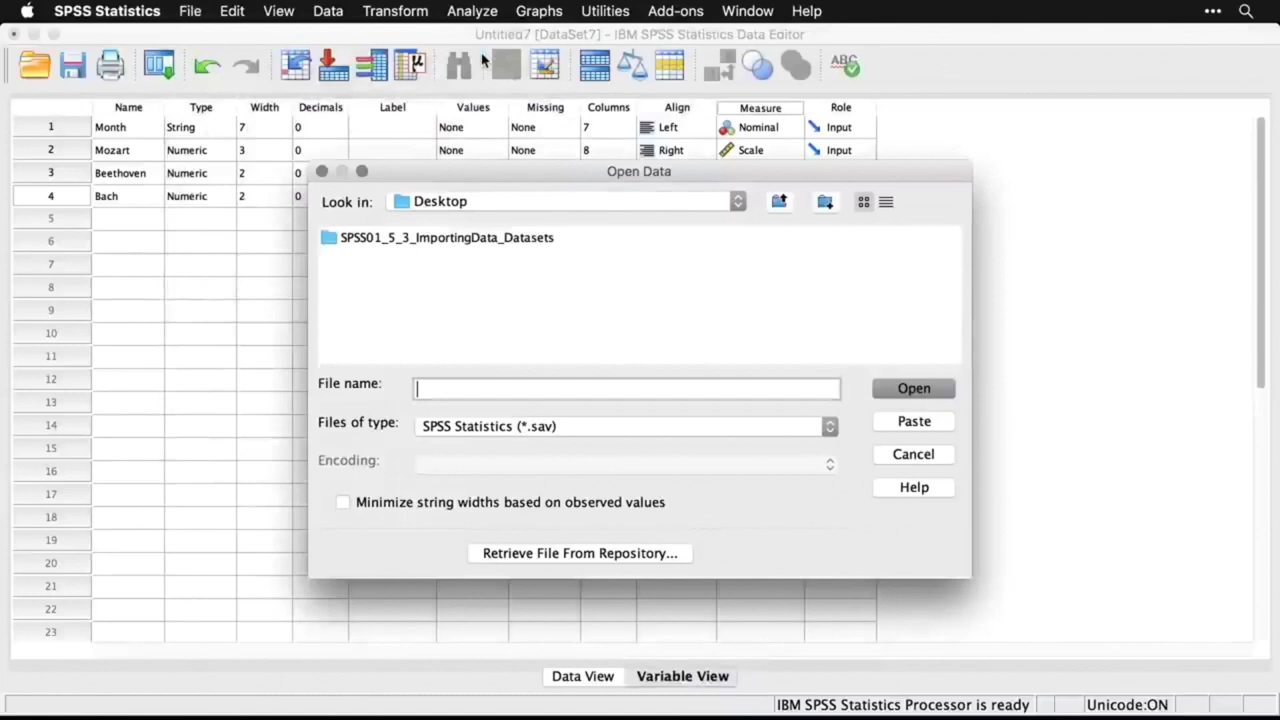 SPSS Statistics File Edit View Data Transform Analyze Graphs Utilities Add-ons Window Help
Untitled7 [DataSet7] - IBM SPSS Statistics Data Editor
Name Type Width Decimals Label Values Missing Columns Align Measure Role
1 Month String 7 0 None None 7 Left Nominal Input
2 Mozart Numeric 3 0 None None 8 Right Scale Input
3 Beethoven Numeric 2 0
4 Bach Numeric 2 0
5
6
7
8
9
10
11
12
13
14
15
16
17
18
19
20
21
22
23
Open Data
Look in: Desktop
SPSS01_5_3_ImportingData_Datasets
File name:
Open
Files of type: SPSS Statistics (*.sav)
Paste
Encoding:
Cancel
Help
Minimize string widths based on observed values
Retrieve File From Repository...
Data View Variable View
IBM SPSS Statistics Processor is ready Unicode:ON